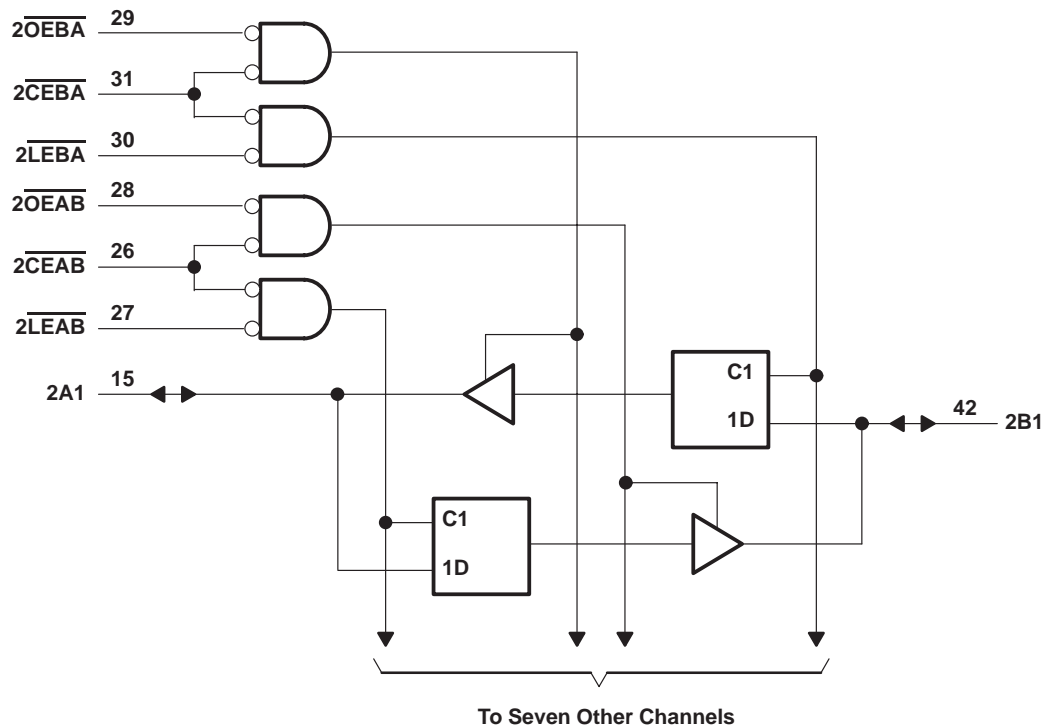 2OEBA 29
2CEBA 31
2LEBA 30
2OEAB 28
2CEAB 26
2LEAB 27
2A1 15
C1
1D
42 2B1
C1
1D
To Seven Other Channels